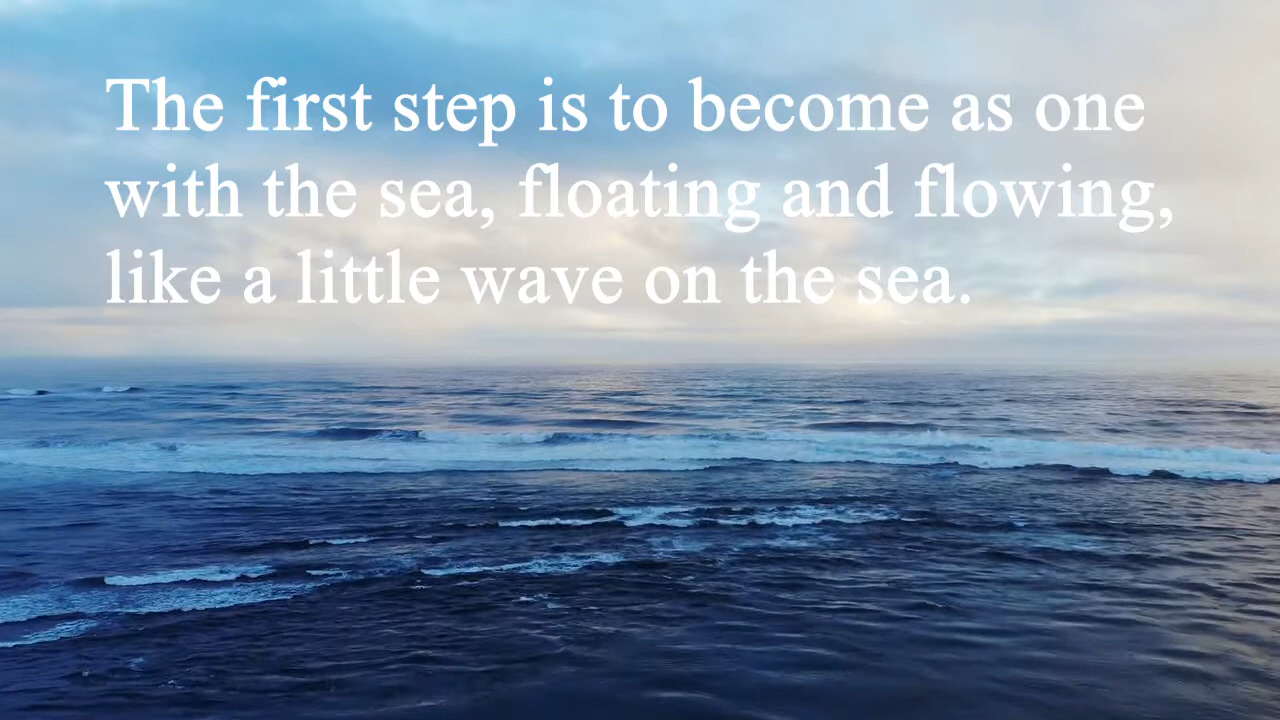 The first step is to become as one
with the sea, floating and flowing,
like a little wave on the sea.